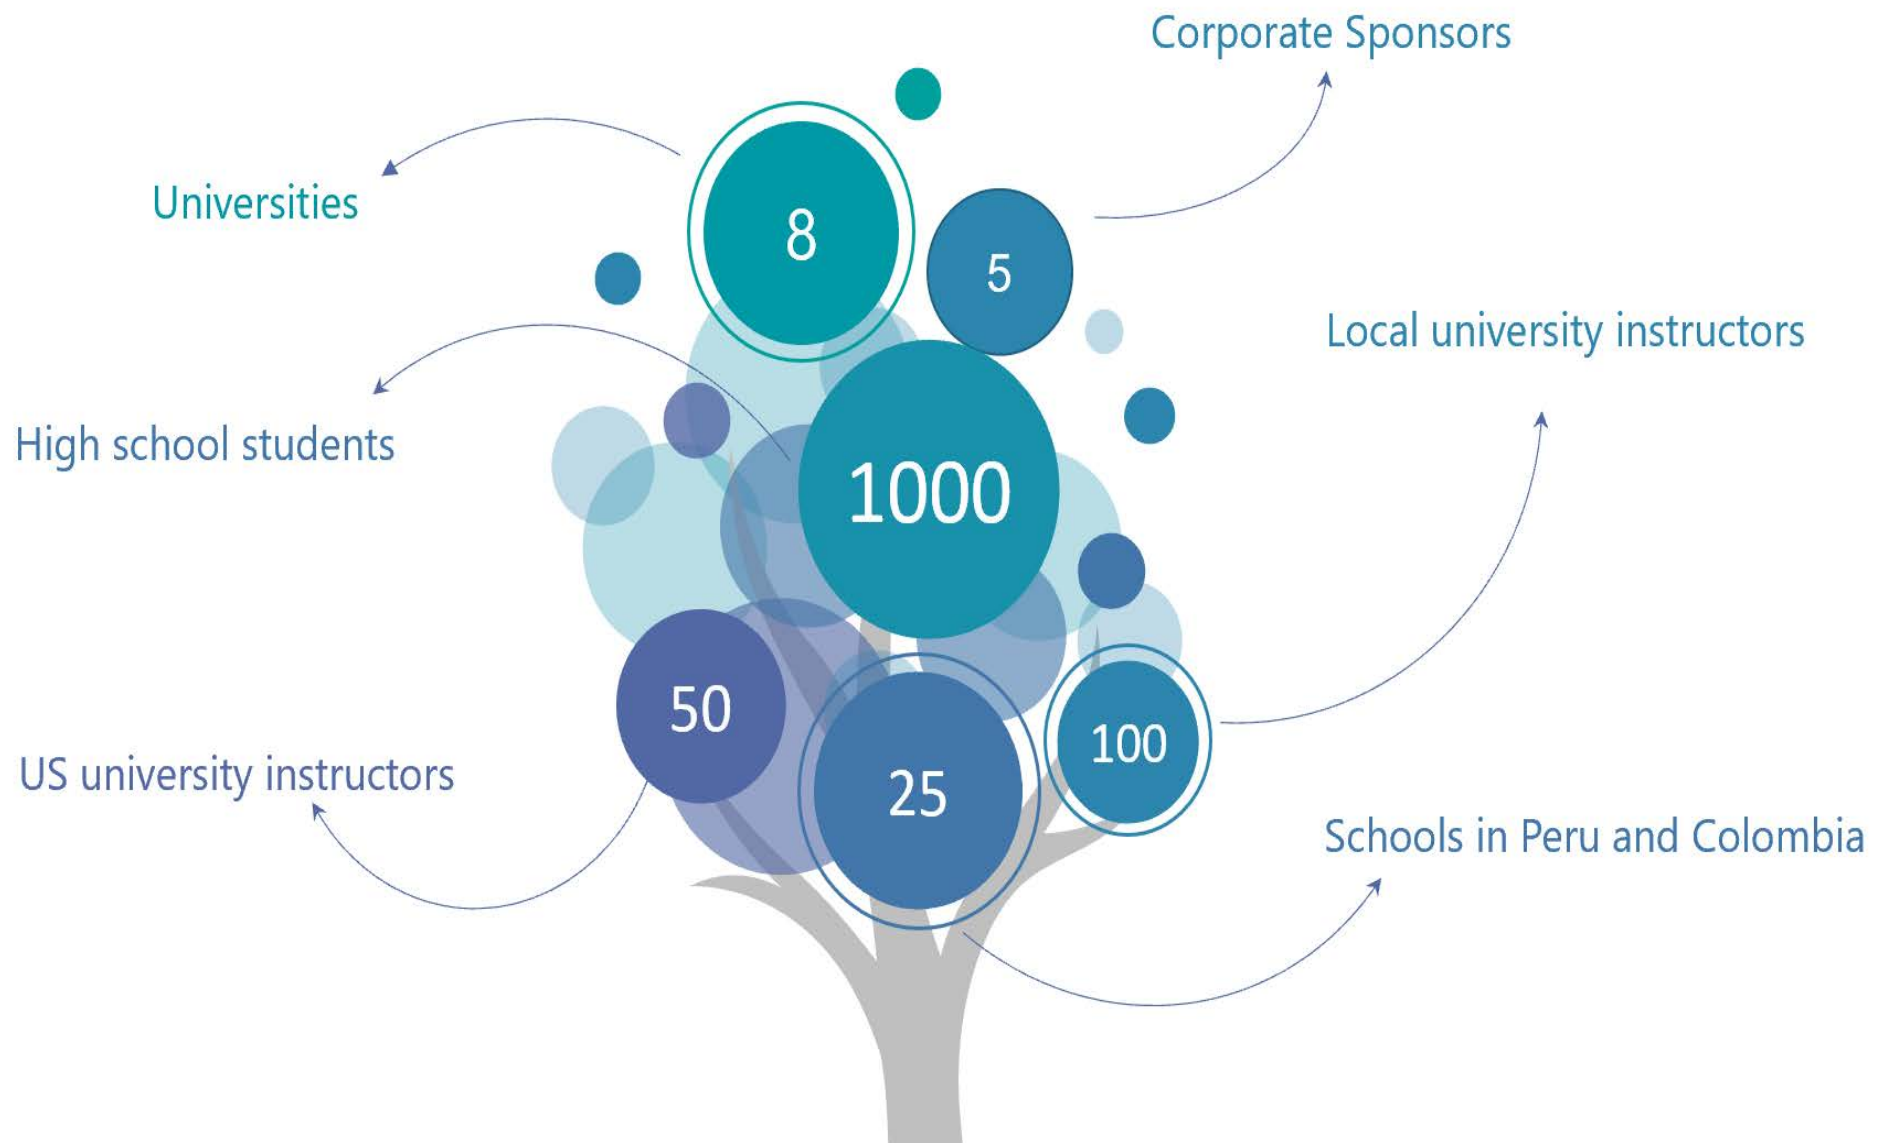 Corporate Sponsors
Universities
8
5
Local university instructors
High school students
1000
50
100
US university instructors
25
Schools in Peru and Colombia